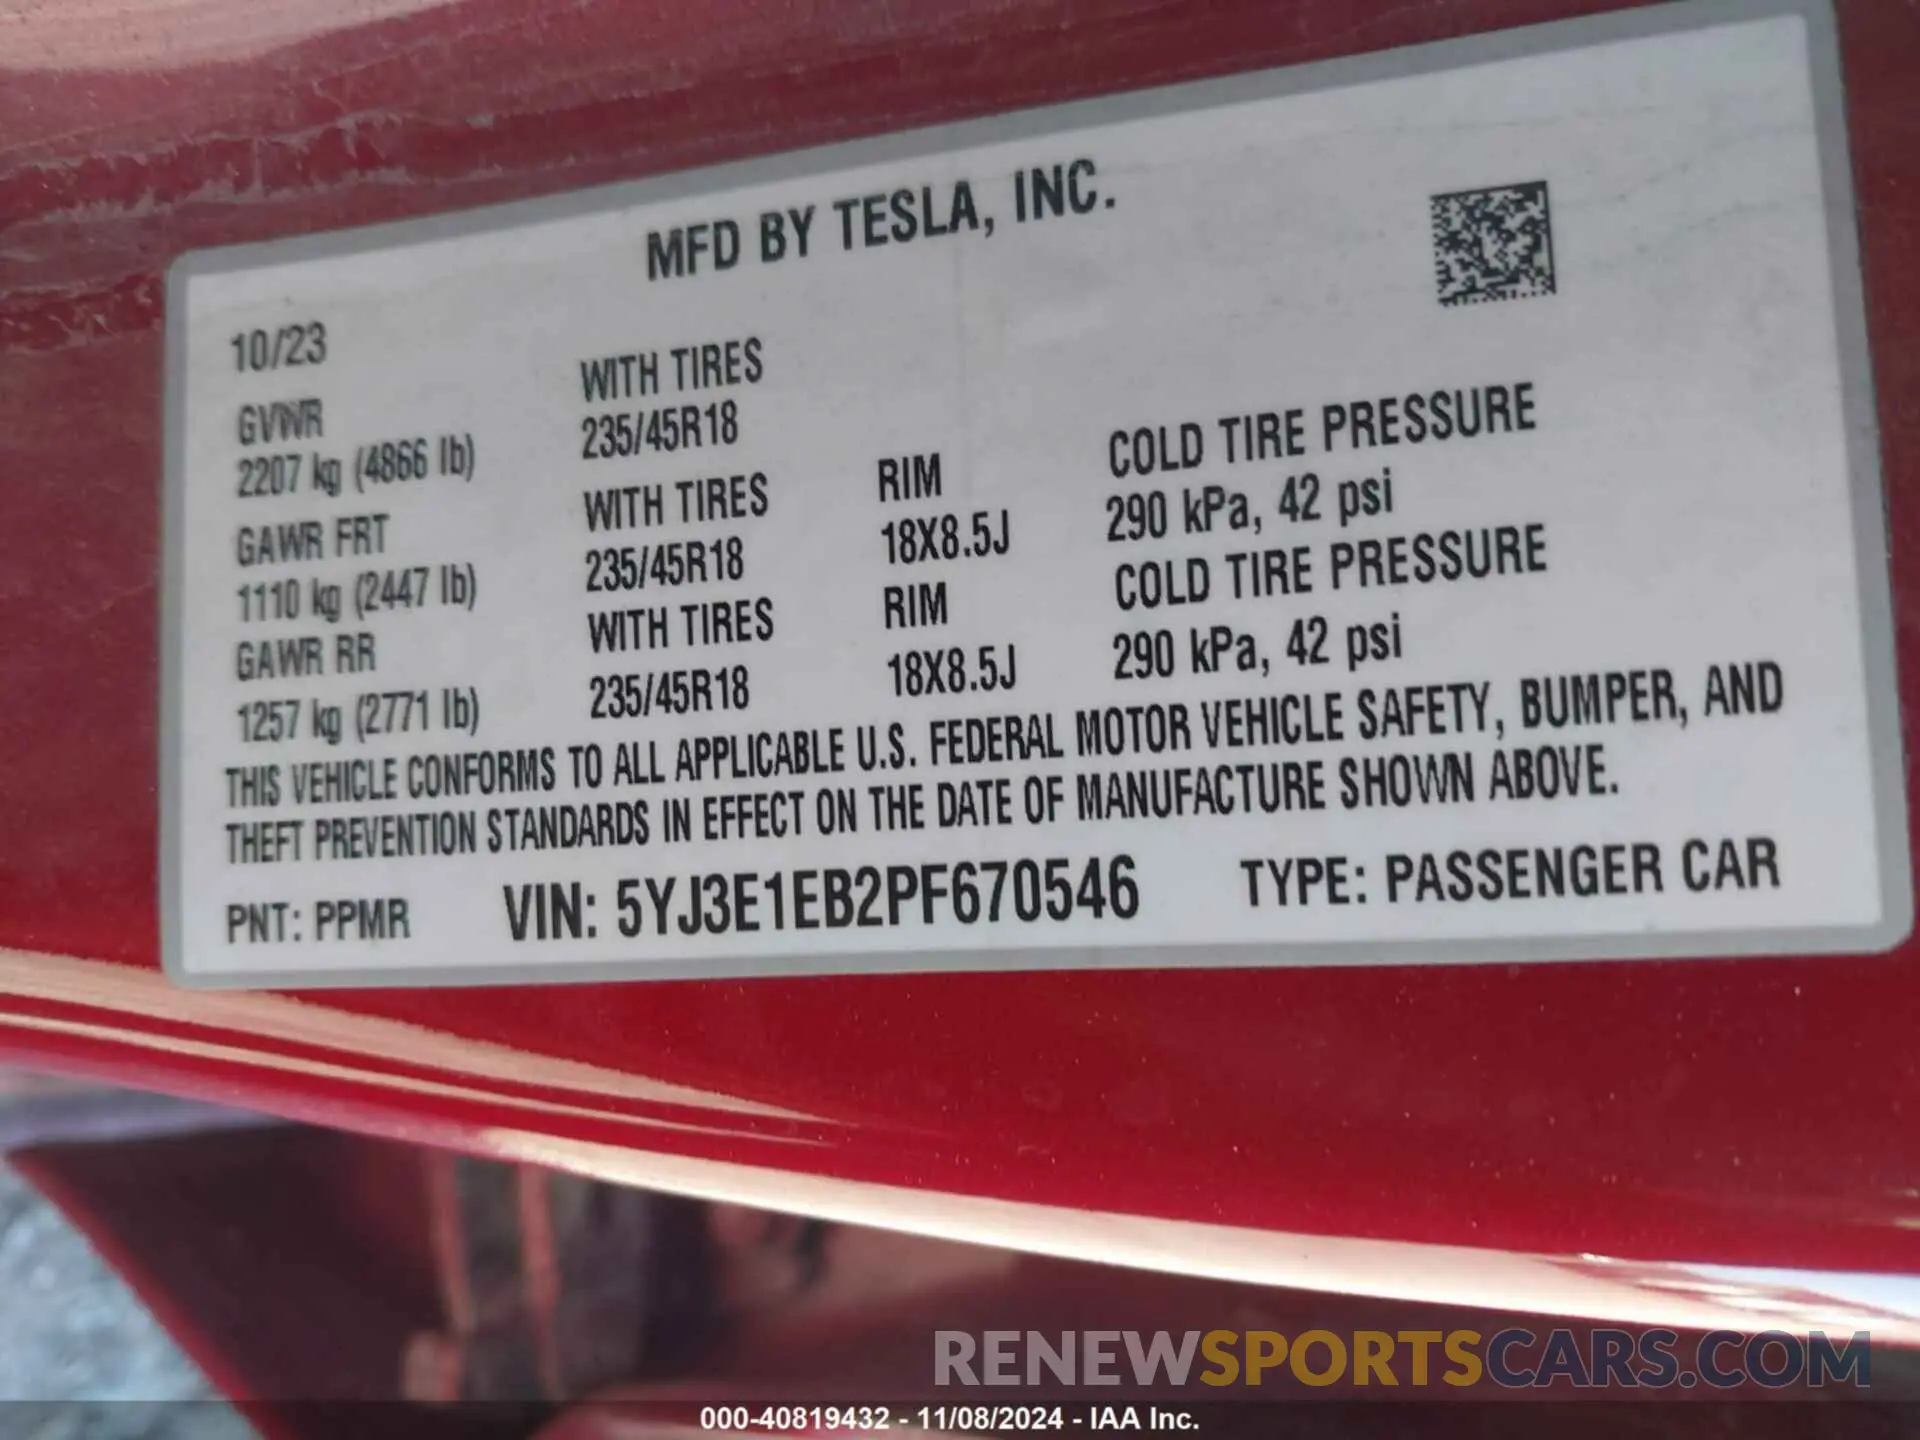 MFD BY TESLA, INC.
10/23
GVWR
2207 kg (4866 lb)
WITH TIRES
235/45R18
GAWR FRT
1110 kg (2447 lb)
WITH TIRES
235/45R18
RIM
18X8.5J
COLD TIRE PRESSURE
290 kPa, 42 psi
GAWR RR
1257 kg (2771 lb)
WITH TIRES
235/45R18
RIM
18X8.5J
COLD TIRE PRESSURE
290 kPa, 42 psi
THIS VEHICLE CONFORMS TO ALL APPLICABLE U.S. FEDERAL MOTOR VEHICLE SAFETY, BUMPER, AND
THEFT PREVENTION STANDARDS IN EFFECT ON THE DATE OF MANUFACTURE SHOWN ABOVE.
PNT: PPMR VIN: 5YJ3E1EB2PF670546 TYPE: PASSENGER CAR
RENEWSPORTSCARS.COM
000-40819432 - 11/08/2024 - IAA Inc.